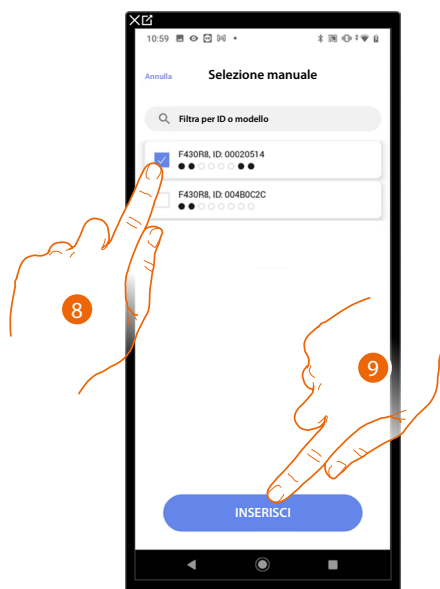 10:59
Annulla Selezione manuale
Filtra per ID o modello
F430R8, ID: 00020514
F430R8, ID: 004B0C2C
8
9
INSERISCI